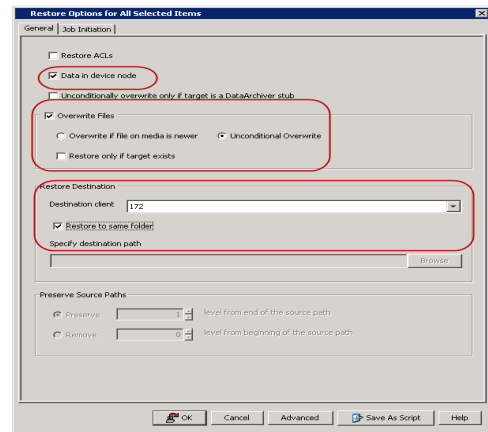 Restore Options for All Selected Items
General Job Initiation
Restore ACLs
Data in device node
Unconditionally overwrite only if target is a DataArchiver stub
Overwrite Files
Overwrite if file on media is newer Unconditional Overwrite
Restore only if target exists
Restore Destination
Destination client 172
Restore to same folder
Specify destination path
Browse
Preserve Source Paths
Preserve 1 level from end of the source path
Remove 0 level from beginning of the source path
OK Cancel Advanced Save As Script Help